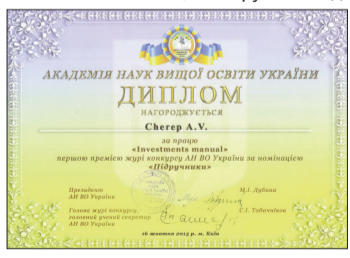 АКАДЕМІЯ НАУК ВИЩОЇ ОСВІТИ УКРАЇНИ
ДИПЛОМ
НАГОРОДЖУЄТЬСЯ
Cherep A.V.
за працю
«Investments manual»
першою премією журі конкурсу АН ВО України за номінацією
«Підручники»
Президент
АН ВО України
М.І. Дубина
Голова журі конкурсу,
головний учений секретар
АН ВО України
С.І. Табачніков
16 жовтня 2015 р. м. Київ